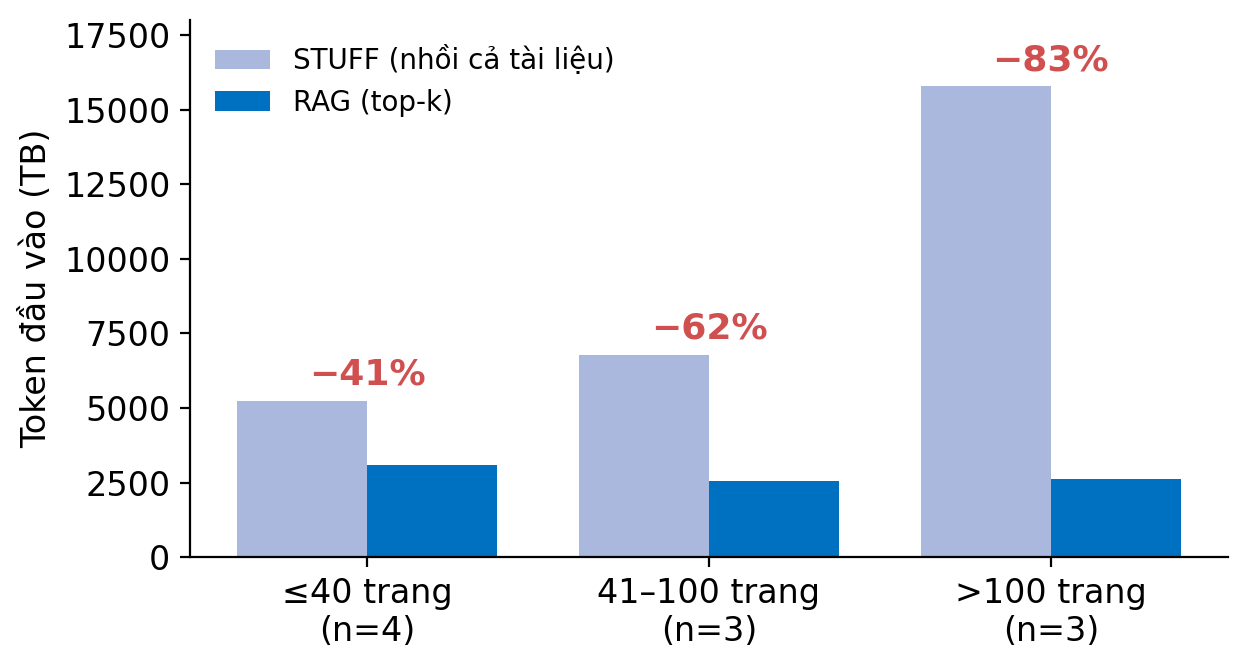 Token đầu vào (TB)
17500
15000
12500
10000
7500
5000
2500
0
STUFF (nhồi cả tài liệu)
RAG (top-k)
−41%
−62%
−83%
≤40 trang
(n=4)
41–100 trang
(n=3)
>100 trang
(n=3)